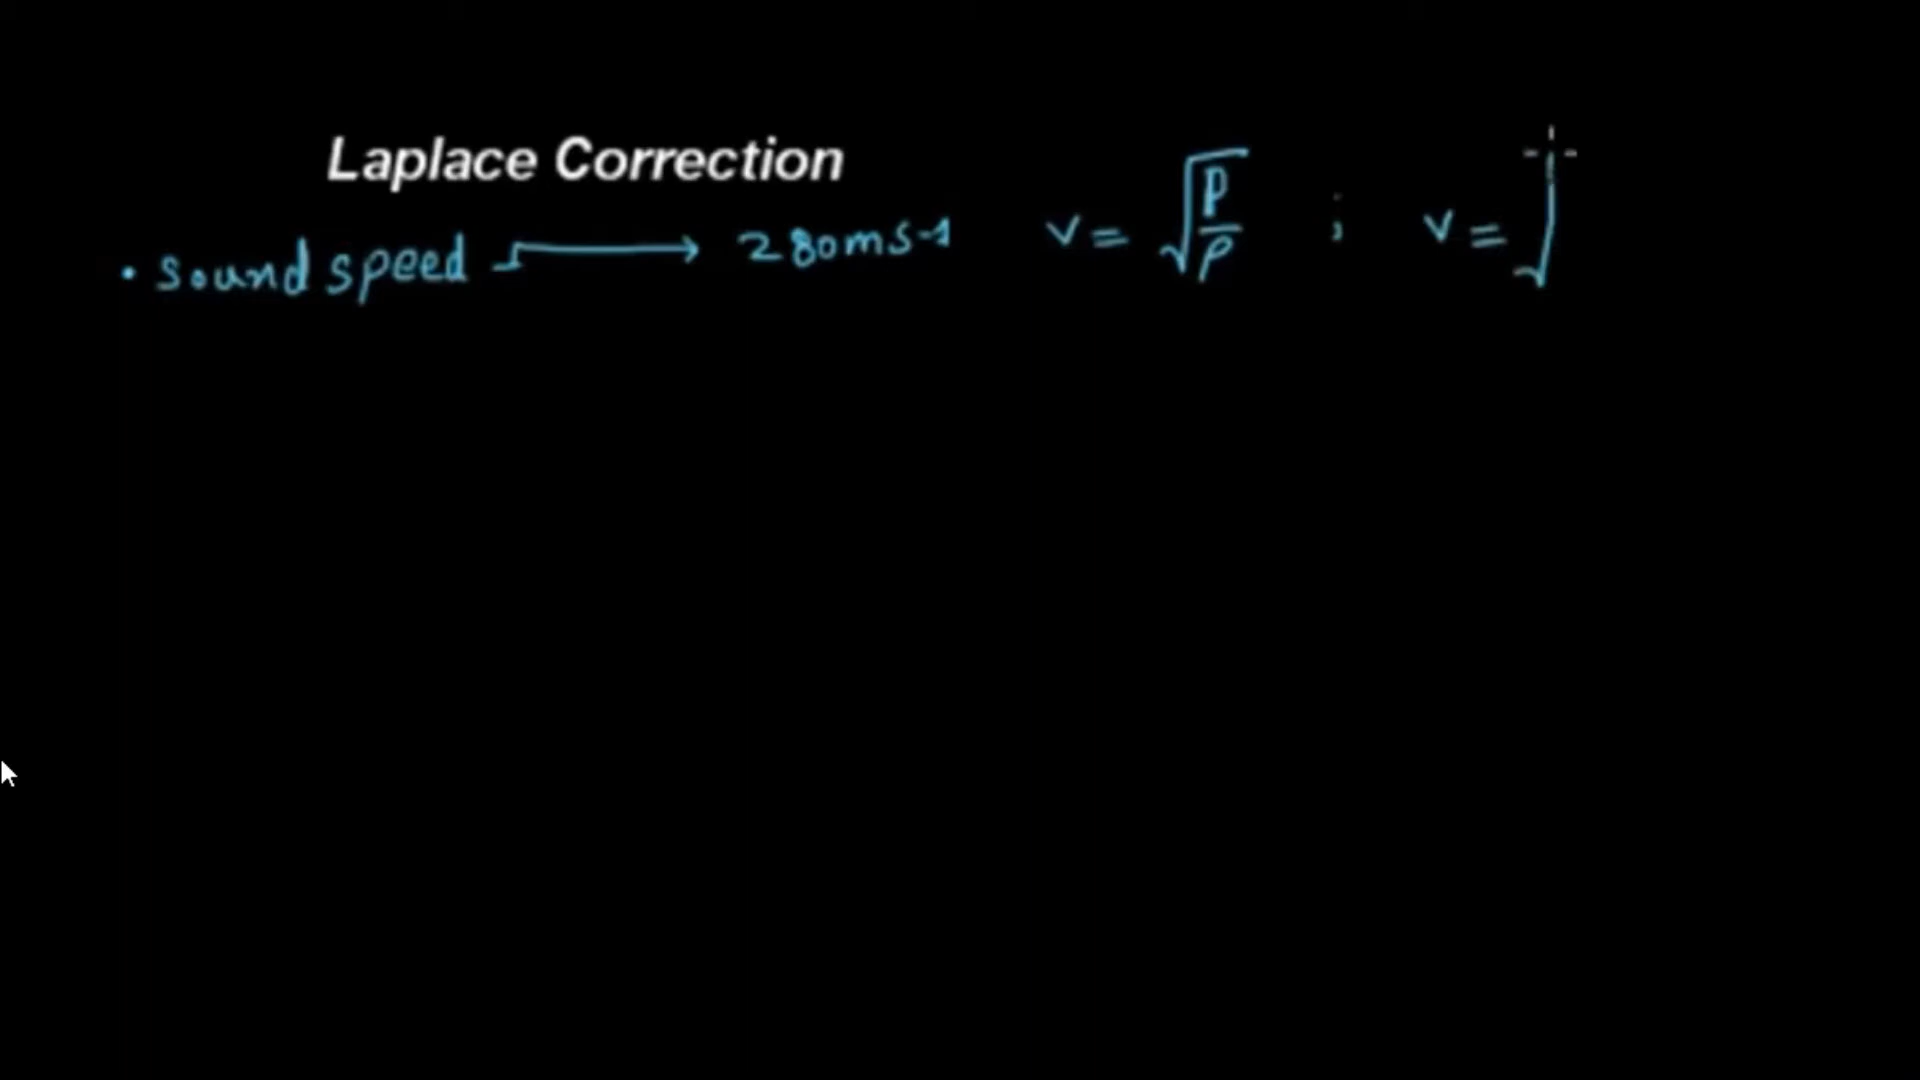 Laplace Correction
• sound speed → 280ms-1 v = √P/ρ ; v = √